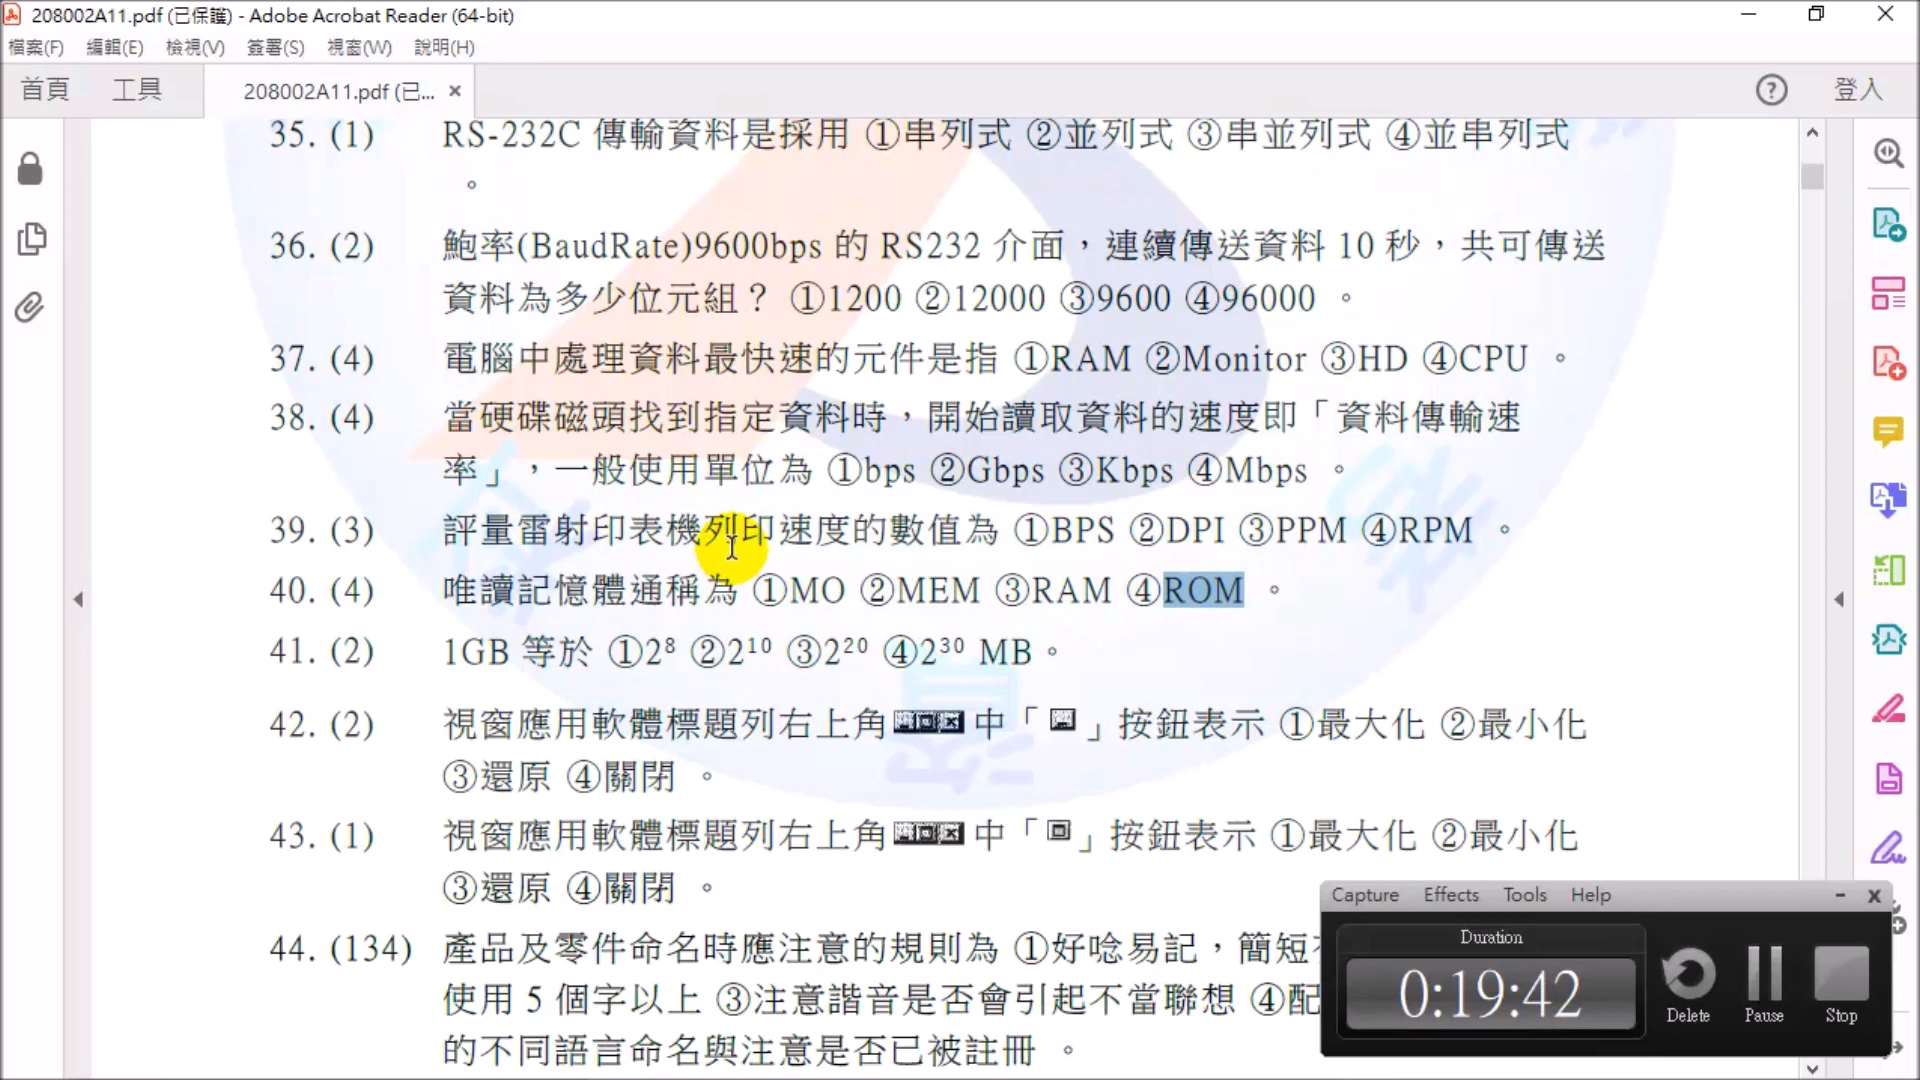 208002A11.pdf (已保護) - Adobe Acrobat Reader (64-bit)
檔案(F) 編輯(E) 檢視(V) 簽署(S) 視窗(W) 說明(H)
首頁 工具 208002A11.pdf (已... × 登入
35. (1) RS-232C 傳輸資料是採用 ①串列式 ②並列式 ③串並列式 ④並串列式
。
36. (2) 鮑率(BaudRate)9600bps 的 RS232 介面，連續傳送資料 10 秒，共可傳送
資料為多少位元組？ ①1200 ②12000 ③9600 ④96000 。
37. (4) 電腦中處理資料最快速的元件是指 ①RAM ②Monitor ③HD ④CPU 。
38. (4) 當硬碟磁頭找到指定資料時，開始讀取資料的速度即「資料傳輸速
率」，一般使用單位為 ①bps ②Gbps ③Kbps ④Mbps 。
39. (3) 評量雷射印表機列印速度的數值為 ①BPS ②DPI ③PPM ④RPM 。
40. (4) 唯讀記憶體通稱為 ①MO ②MEM ③RAM ④ROM 。
41. (2) 1GB 等於 ①2⁸ ②2¹⁰ ③2²⁰ ④2³⁰ MB。
42. (2) 視窗應用軟體標題列右上角 中「 」按鈕表示 ①最大化 ②最小化
③還原 ④關閉 。
43. (1) 視窗應用軟體標題列右上角 中「 」按鈕表示 ①最大化 ②最小化
③還原 ④關閉 。
44. (134) 產品及零件命名時應注意的規則為 ①好唸易記，簡短
使用 5 個字以上 ③注意諧音是否會引起不當聯想 ④配
的不同語言命名與注意是否已被註冊 。
Capture Effects Tools Help
Duration
0:19:42
Delete Pause Stop